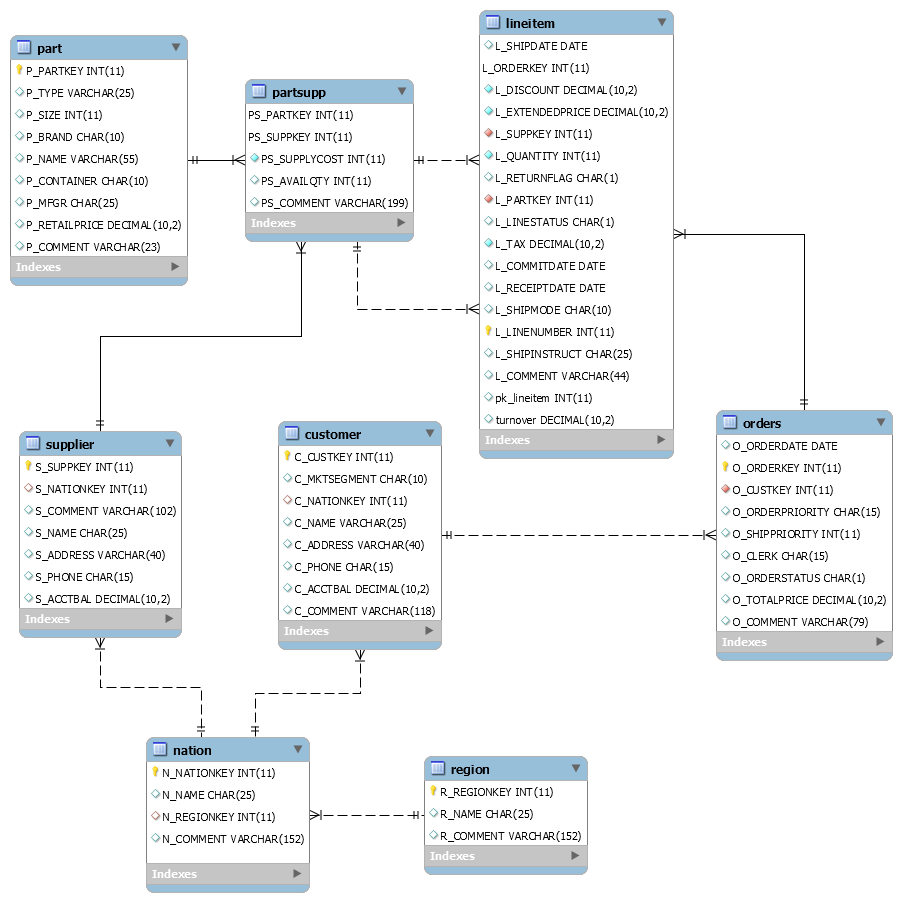 part
P_PARTKEY INT(11)
P_TYPE VARCHAR(25)
P_SIZE INT(11)
P_BRAND CHAR(10)
P_NAME VARCHAR(55)
P_CONTAINER CHAR(10)
P_MFGR CHAR(25)
P_RETAILPRICE DECIMAL(10,2)
P_COMMENT VARCHAR(23)
Indexes
partsupp
PS_PARTKEY INT(11)
PS_SUPPKEY INT(11)
PS_SUPPLYCOST INT(11)
PS_AVAILQTY INT(11)
PS_COMMENT VARCHAR(199)
Indexes
lineitem
L_SHIPDATE DATE
L_ORDERKEY INT(11)
L_DISCOUNT DECIMAL(10,2)
L_EXTENDEDPRICE DECIMAL(10,2)
L_SUPPKEY INT(11)
L_QUANTITY INT(11)
L_RETURNFLAG CHAR(1)
L_PARTKEY INT(11)
L_LINESTATUS CHAR(1)
L_TAX DECIMAL(10,2)
L_COMMITDATE DATE
L_RECEIPTDATE DATE
L_SHIPMODE CHAR(10)
L_LINENUMBER INT(11)
L_SHIPINSTRUCT CHAR(25)
L_COMMENT VARCHAR(44)
pk_lineitem INT(11)
turnover DECIMAL(10,2)
Indexes
supplier
S_SUPPKEY INT(11)
S_NATIONKEY INT(11)
S_COMMENT VARCHAR(102)
S_NAME CHAR(25)
S_ADDRESS VARCHAR(40)
S_PHONE CHAR(15)
S_ACCTBAL DECIMAL(10,2)
Indexes
customer
C_CUSTKEY INT(11)
C_MKTSEGMENT CHAR(10)
C_NATIONKEY INT(11)
C_NAME VARCHAR(25)
C_ADDRESS VARCHAR(40)
C_PHONE CHAR(15)
C_ACCTBAL DECIMAL(10,2)
C_COMMENT VARCHAR(118)
Indexes
orders
O_ORDERDATE DATE
O_ORDERKEY INT(11)
O_CUSTKEY INT(11)
O_ORDERPRIORITY CHAR(15)
O_SHIPPRIORITY INT(11)
O_CLERK CHAR(15)
O_ORDERSTATUS CHAR(1)
O_TOTALPRICE DECIMAL(10,2)
O_COMMENT VARCHAR(79)
Indexes
nation
N_NATIONKEY INT(11)
N_NAME CHAR(25)
N_REGIONKEY INT(11)
N_COMMENT VARCHAR(152)
Indexes
region
R_REGIONKEY INT(11)
R_NAME CHAR(25)
R_COMMENT VARCHAR(152)
Indexes